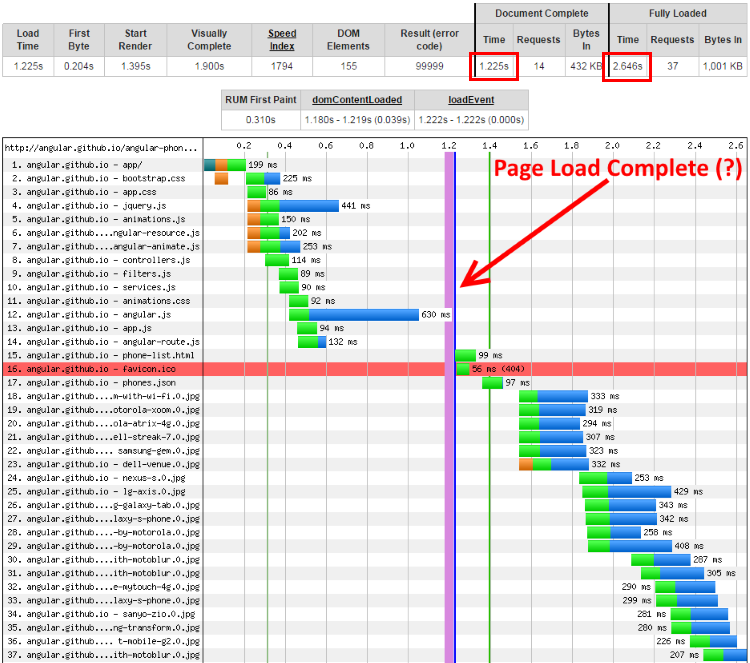 Document Complete Fully Loaded
Load Time First Byte Start Render Visually Complete Speed Index DOM Elements Result (error code) Time Requests Bytes In Time Requests Bytes In
1.225s 0.204s 1.395s 1.900s 1794 155 99999 1.225s 14 432 KB 2.646s 37 1,001 KB
RUM First Paint domContentLoaded loadEvent
0.310s 1.180s - 1.219s (0.039s) 1.222s - 1.222s (0.000s)
http://angular.github.io/angular-phon... 0.2 0.4 0.6 0.8 1.0 1.2 1.4 1.6 1.8 2.0 2.2 2.4 2.6
Page Load Complete (?)
1. angular.github.io - app/ 199 ms
2. angular.github.io - bootstrap.css 225 ms
3. angular.github.io - app.css 86 ms
4. angular.github.io - jquery.js 441 ms
5. angular.github.io - animations.js 150 ms
6. angular.github....ngular-resource.js 202 ms
7. angular.github....angular-animate.js 253 ms
8. angular.github.io - controllers.js 114 ms
9. angular.github.io - filters.js 89 ms
10. angular.github.io - services.js 90 ms
11. angular.github.io - animations.css 92 ms
12. angular.github.io - angular.js 630 ms
13. angular.github.io - app.js 94 ms
14. angular.github.io - angular-route.js 132 ms
15. angular.github.io - phone-list.html 99 ms
16. angular.github.io - favicon.ico 56 ms (404)
17. angular.github.io - phones.json 97 ms
18. angular.github....m-with-wi-fi.0.jpg 333 ms
19. angular.github....otorola-xoom.0.jpg 319 ms
20. angular.github....ola-atrix-4g.0.jpg 294 ms
21. angular.github....ell-streak-7.0.jpg 307 ms
22. angular.github.... samsung-gem.0.jpg 323 ms
23. angular.github.io - dell-venue.0.jpg 332 ms
24. angular.github.io - nexus-s.0.jpg 253 ms
25. angular.github.io - lg-axis.0.jpg 429 ms
26. angular.github....g-galaxy-tab.0.jpg 343 ms
27. angular.github....laxy-s-phone.0.jpg 342 ms
28. angular.github....-by-motorola.0.jpg 258 ms
29. angular.github....-by-motorola.0.jpg 408 ms
30. angular.github....ith-motoblur.0.jpg 287 ms
31. angular.github....ith-motoblur.0.jpg 305 ms
32. angular.github....e-mytouch-4g.0.jpg 290 ms
33. angular.github....laxy-s-phone.0.jpg 299 ms
34. angular.github.io - sanyo-zio.0.jpg 281 ms
35. angular.github....ng-transform.0.jpg 280 ms
36. angular.github.... t-mobile-g2.0.jpg 226 ms
37. angular.github....ith-motoblur.0.jpg 207 ms